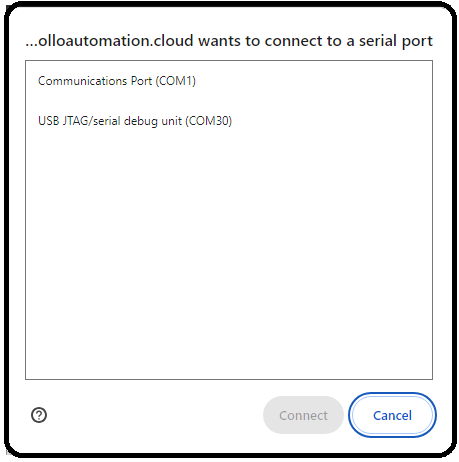 ...olloautomation.cloud wants to connect to a serial port
Communications Port (COM1)
USB JTAG/serial debug unit (COM30)
Connect
Cancel